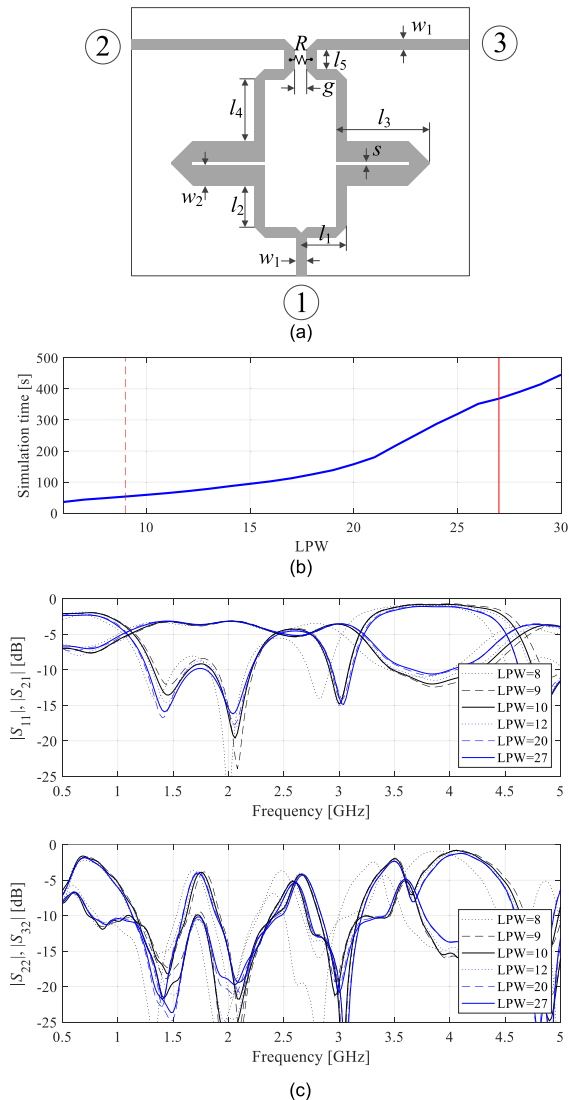 w1
2
3
R
l5
g
l4
l3
s
w2
l2
l1
w1
1
(a)
500
400
300
200
100
0
Simulation time [s]
10 15 20 25 30
LPW
(b)
0
-5
-10
-15
-20
-25
|S11|, |S21| [dB]
LPW=8
LPW=9
LPW=10
LPW=12
LPW=20
LPW=27
0.5 1 1.5 2 2.5 3 3.5 4 4.5 5
Frequency [GHz]
0
-5
-10
-15
-20
-25
|S22|, |S32| [dB]
LPW=8
LPW=9
LPW=10
LPW=12
LPW=20
LPW=27
0.5 1 1.5 2 2.5 3 3.5 4 4.5 5
Frequency [GHz]
(c)